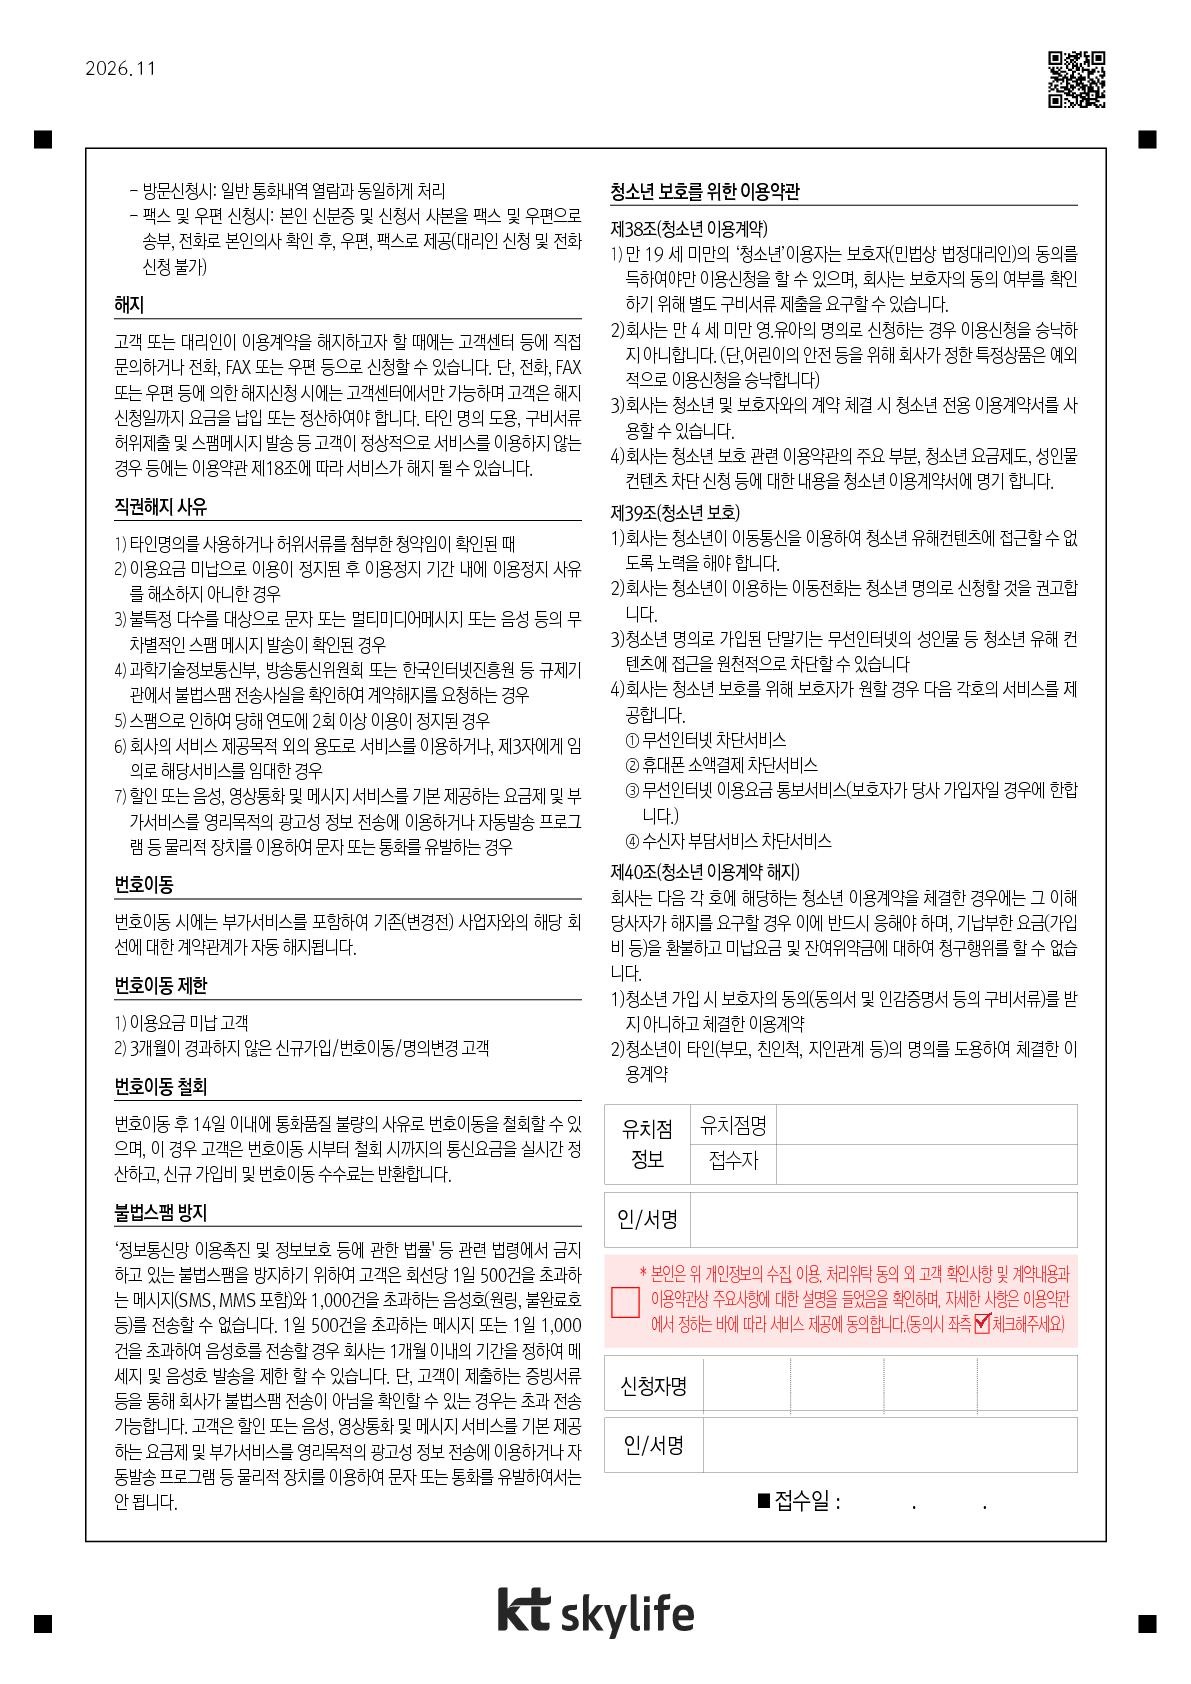 2026.11
- 방문신청시: 일반 통화내역 열람과 동일하게 처리
- 팩스 및 우편 신청시: 본인 신분증 및 신청서 사본을 팩스 및 우편으로
송부, 전화로 본인의사 확인 후, 우편, 팩스로 제공(대리인 신청 및 전화
신청 불가)
해지
고객 또는 대리인이 이용계약을 해지하고자 할 때에는 고객센터 등에 직접
문의하거나 전화, FAX 또는 우편 등으로 신청할 수 있습니다. 단, 전화, FAX
또는 우편 등에 의한 해지신청 시에는 고객센터에서만 가능하며 고객은 해지
신청일까지 요금을 납입 또는 정산하여야 합니다. 타인 명의 도용, 구비서류
허위제출 및 스팸메시지 발송 등 고객이 정상적으로 서비스를 이용하지 않는
경우 등에는 이용약관 제18조에 따라 서비스가 해지 될 수 있습니다.
직권해지 사유
1) 타인명의를 사용하거나 허위서류를 첨부한 청약임이 확인된 때
2) 이용요금 미납으로 이용이 정지된 후 이용정지 기간 내에 이용정지 사유
를 해소하지 아니한 경우
3) 불특정 다수를 대상으로 문자 또는 멀티미디어메시지 또는 음성 등의 무
차별적인 스팸 메시지 발송이 확인된 경우
4) 과학기술정보통신부, 방송통신위원회 또는 한국인터넷진흥원 등 규제기
관에서 불법스팸 전송사실을 확인하여 계약해지를 요청하는 경우
5) 스팸으로 인하여 당해 연도에 2회 이상 이용이 정지된 경우
6) 회사의 서비스 제공목적 외의 용도로 서비스를 이용하거나, 제3자에게 임
의로 해당서비스를 임대한 경우
7) 할인 또는 음성, 영상통화 및 메시지 서비스를 기본 제공하는 요금제 및 부
가서비스를 영리목적의 광고성 정보 전송에 이용하거나 자동발송 프로그
램 등 물리적 장치를 이용하여 문자 또는 통화를 유발하는 경우
번호이동
번호이동 시에는 부가서비스를 포함하여 기존(변경전) 사업자와의 해당 회
선에 대한 계약관계가 자동 해지됩니다.
번호이동 제한
1) 이용요금 미납 고객
2) 3개월이 경과하지 않은 신규가입/번호이동/명의변경 고객
번호이동 철회
번호이동 후 14일 이내에 통화품질 불량의 사유로 번호이동을 철회할 수 있
으며, 이 경우 고객은 번호이동 시부터 철회 시까지의 통신요금을 실시간 정
산하고, 신규 가입비 및 번호이동 수수료는 반환합니다.
불법스팸 방지
‘정보통신망 이용촉진 및 정보보호 등에 관한 법률' 등 관련 법령에서 금지
하고 있는 불법스팸을 방지하기 위하여 고객은 회선당 1일 500건을 초과하
는 메시지(SMS, MMS 포함)와 1,000건을 초과하는 음성호(원링, 불완료호
등)를 전송할 수 없습니다. 1일 500건을 초과하는 메시지 또는 1일 1,000
건을 초과하여 음성호를 전송할 경우 회사는 1개월 이내의 기간을 정하여 메
세지 및 음성호 발송을 제한 할 수 있습니다. 단, 고객이 제출하는 증빙서류
등을 통해 회사가 불법스팸 전송이 아님을 확인할 수 있는 경우는 초과 전송
가능합니다. 고객은 할인 또는 음성, 영상통화 및 메시지 서비스를 기본 제공
하는 요금제 및 부가서비스를 영리목적의 광고성 정보 전송에 이용하거나 자
동발송 프로그램 등 물리적 장치를 이용하여 문자 또는 통화를 유발하여서는
안 됩니다.
청소년 보호를 위한 이용약관
제38조(청소년 이용계약)
1) 만 19 세 미만의 ‘청소년’이용자는 보호자(민법상 법정대리인)의 동의를
득하여야만 이용신청을 할 수 있으며, 회사는 보호자의 동의 여부를 확인
하기 위해 별도 구비서류 제출을 요구할 수 있습니다.
2)회사는 만 4 세 미만 영.유아의 명의로 신청하는 경우 이용신청을 승낙하
지 아니합니다. (단,어린이의 안전 등을 위해 회사가 정한 특정상품은 예외
적으로 이용신청을 승낙합니다)
3)회사는 청소년 및 보호자와의 계약 체결 시 청소년 전용 이용계약서를 사
용할 수 있습니다.
4)회사는 청소년 보호 관련 이용약관의 주요 부분, 청소년 요금제도, 성인물
컨텐츠 차단 신청 등에 대한 내용을 청소년 이용계약서에 명기 합니다.
제39조(청소년 보호)
1)회사는 청소년이 이동통신을 이용하여 청소년 유해컨텐츠에 접근할 수 없
도록 노력을 해야 합니다.
2)회사는 청소년이 이용하는 이동전화는 청소년 명의로 신청할 것을 권고합
니다.
3)청소년 명의로 가입된 단말기는 무선인터넷의 성인물 등 청소년 유해 컨
텐츠에 접근을 원천적으로 차단할 수 있습니다
4)회사는 청소년 보호를 위해 보호자가 원할 경우 다음 각호의 서비스를 제
공합니다.
① 무선인터넷 차단서비스
② 휴대폰 소액결제 차단서비스
③ 무선인터넷 이용요금 통보서비스(보호자가 당사 가입자일 경우에 한합
니다.)
④ 수신자 부담서비스 차단서비스
제40조(청소년 이용계약 해지)
회사는 다음 각 호에 해당하는 청소년 이용계약을 체결한 경우에는 그 이해
당사자가 해지를 요구할 경우 이에 반드시 응해야 하며, 기납부한 요금(가입
비 등)을 환불하고 미납요금 및 잔여위약금에 대하여 청구행위를 할 수 없습
니다.
1)청소년 가입 시 보호자의 동의(동의서 및 인감증명서 등의 구비서류)를 받
지 아니하고 체결한 이용계약
2)청소년이 타인(부모, 친인척, 지인관계 등)의 명의를 도용하여 체결한 이
용계약
유치점
정보
유치점명
접수자
인/서명
* 본인은 위 개인정보의 수집, 이용, 처리위탁 동의 외 고객 확인사항 및 계약내용과
이용약관상 주요사항에 대한 설명을 들었음을 확인하며, 자세한 사항은 이용약관
에서 정하는 바에 따라 서비스 제공에 동의합니다.(동의시 좌측 ☑ 체크해주세요)
신청자명
인/서명
■ 접수일 : . .
kt skylife